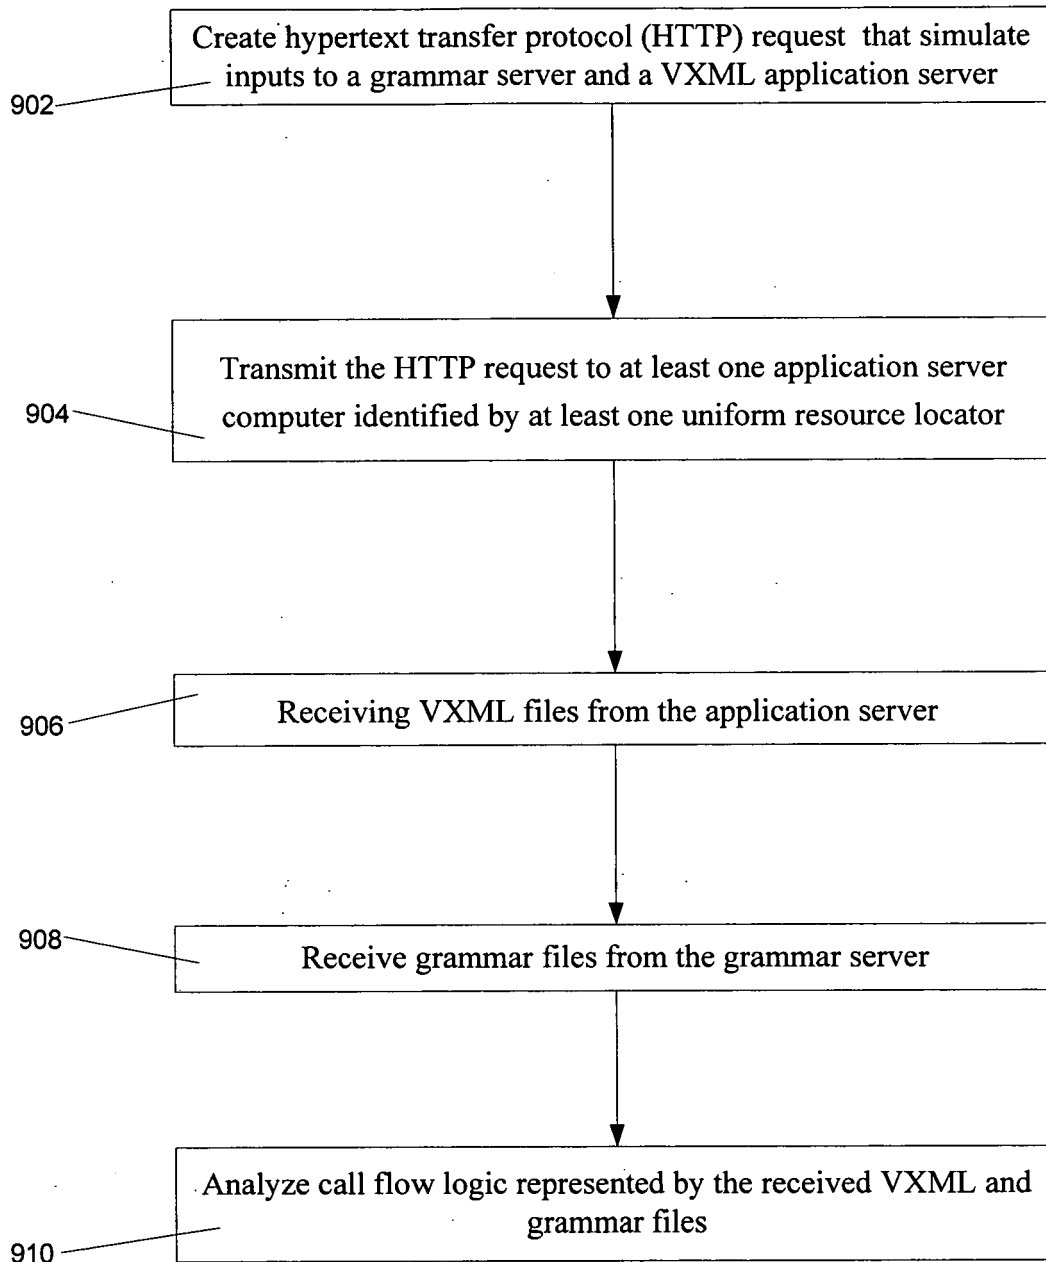 Create hypertext transfer protocol (HTTP) request that simulate
inputs to a grammar server and a VXML application server
902
Transmit the HTTP request to at least one application server
computer identified by at least one uniform resource locator
904
Receiving VXML files from the application server
906
Receive grammar files from the grammar server
908
Analyze call flow logic represented by the received VXML and
grammar files
910